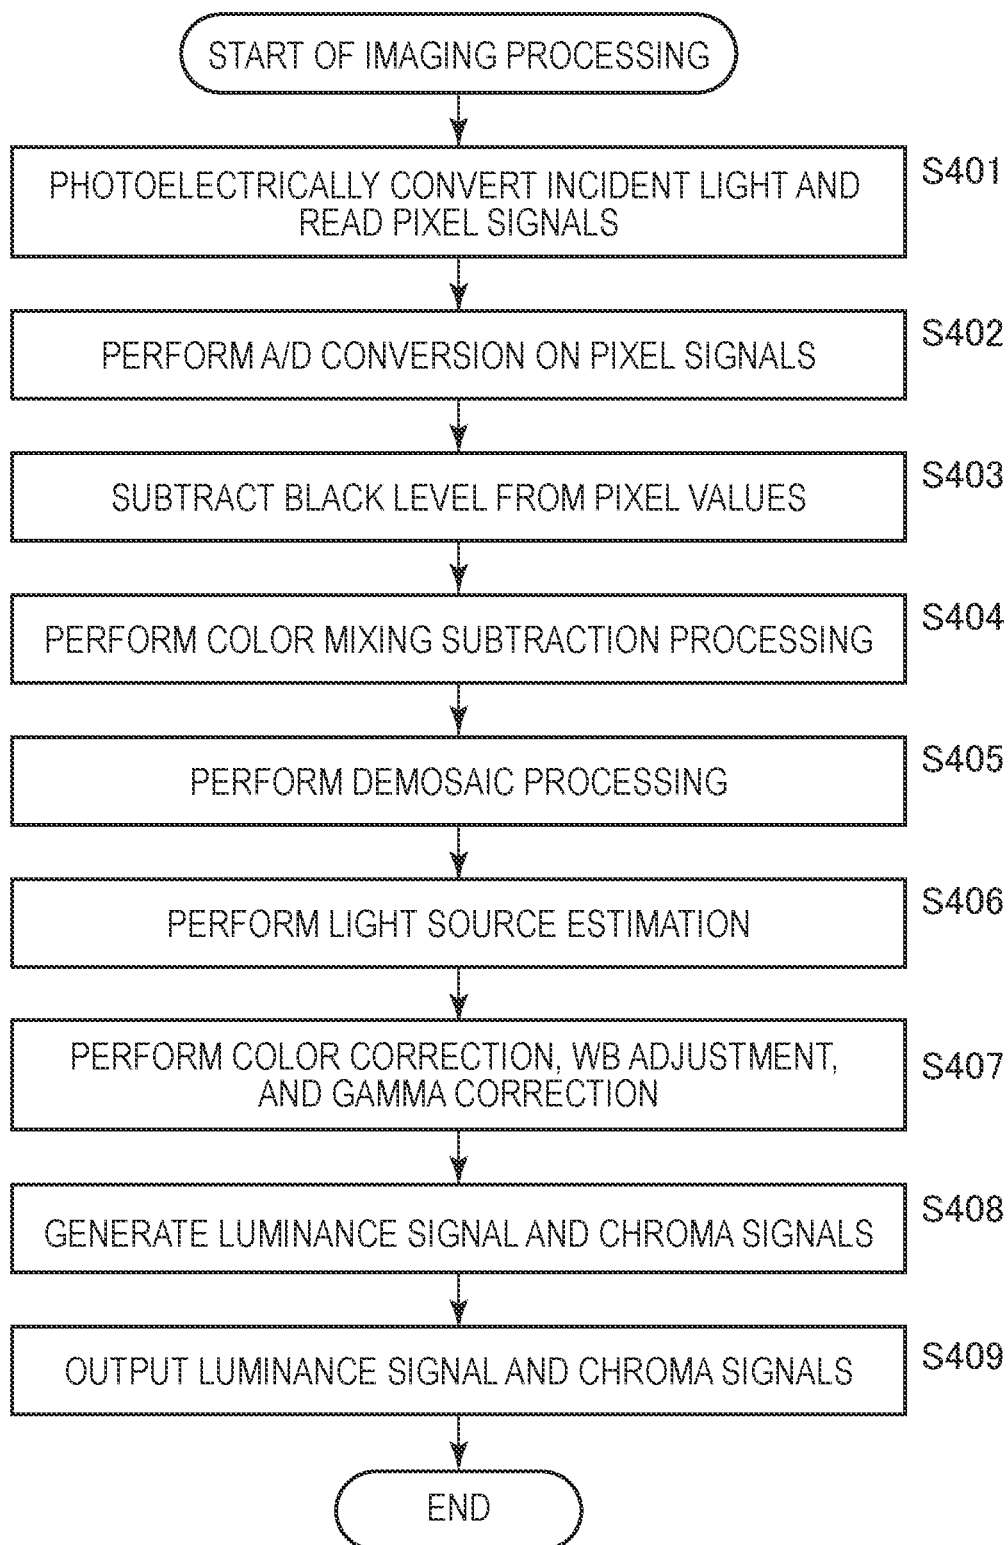 START OF IMAGING PROCESSING
S401
PHOTOELECTRICALLY CONVERT INCIDENT LIGHT AND
READ PIXEL SIGNALS
S402
PERFORM A/D CONVERSION ON PIXEL SIGNALS
S403
SUBTRACT BLACK LEVEL FROM PIXEL VALUES
S404
PERFORM COLOR MIXING SUBTRACTION PROCESSING
S405
PERFORM DEMOSAIC PROCESSING
S406
PERFORM LIGHT SOURCE ESTIMATION
S407
PERFORM COLOR CORRECTION, WB ADJUSTMENT,
AND GAMMA CORRECTION
S408
GENERATE LUMINANCE SIGNAL AND CHROMA SIGNALS
S409
OUTPUT LUMINANCE SIGNAL AND CHROMA SIGNALS
END